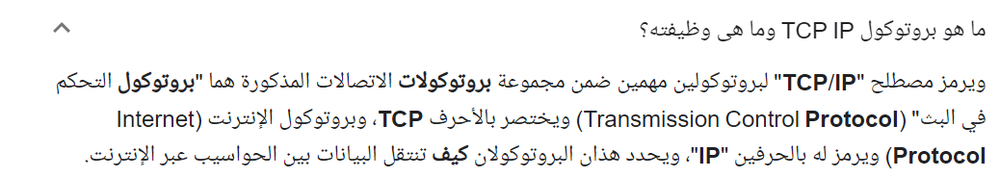 ما هو بروتوكول TCP IP وما هى وظيفته؟
ويرمز مصطلح "TCP/IP" لبروتوكولين مهمين ضمن مجموعة بروتوكولات الاتصالات المذكورة هما "بروتوكول التحكم
في البث" (Transmission Control Protocol) ويختصر بالأحرف TCP، وبروتوكول الإنترنت (Internet
Protocol) ويرمز له بالحرفين "IP"، ويحدد هذان البروتوكولان كيف تنتقل البيانات بين الحواسيب عبر الإنترنت.